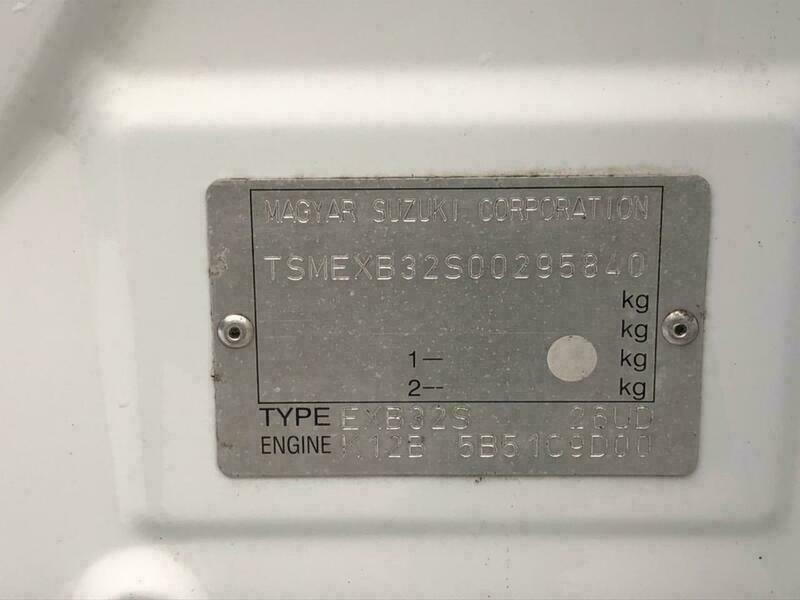 MAGYAR SUZUKI CORPORATION
TSMEXB32S00295840
kg
kg
1— kg
2-- kg
TYPE EXB32S 26UD
ENGINE K12B 5B51C9D00